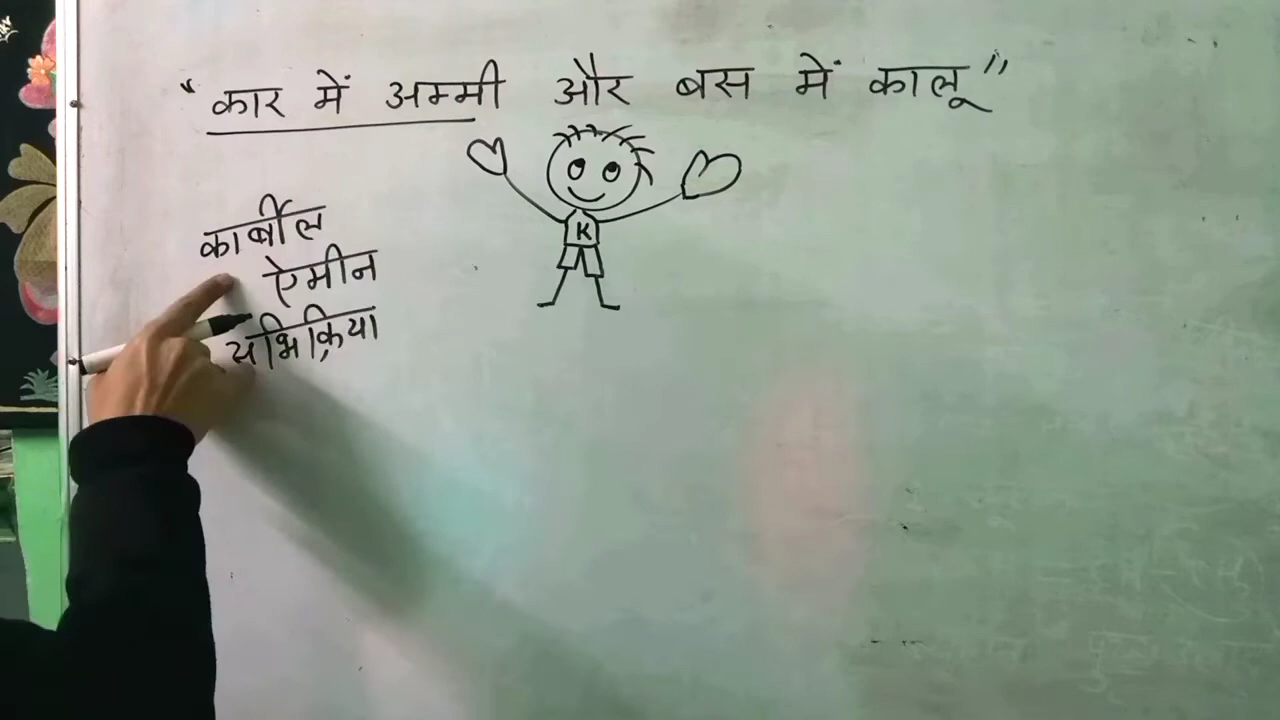 "कार में अम्मी और बस में कालू"
K
कार्बील
ऐमीन
अभिक्रिया